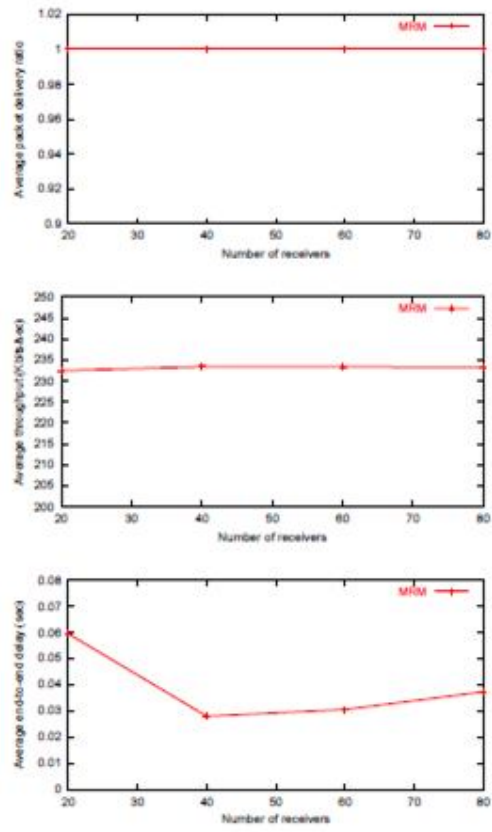 1.02
1
0.98
0.96
0.94
0.92
0.9
MRM
Average packet delivery ratio
20 30 40 50 60 70 80
Number of receivers
250
245
240
235
230
225
220
215
210
205
200
MRM
Average throughput (Kbits/sec)
20 30 40 50 60 70 80
Number of receivers
0.08
0.07
0.06
0.05
0.04
0.03
0.02
0.01
0
MRM
Average end-to-end delay (sec)
20 30 40 50 60 70 80
Number of receivers